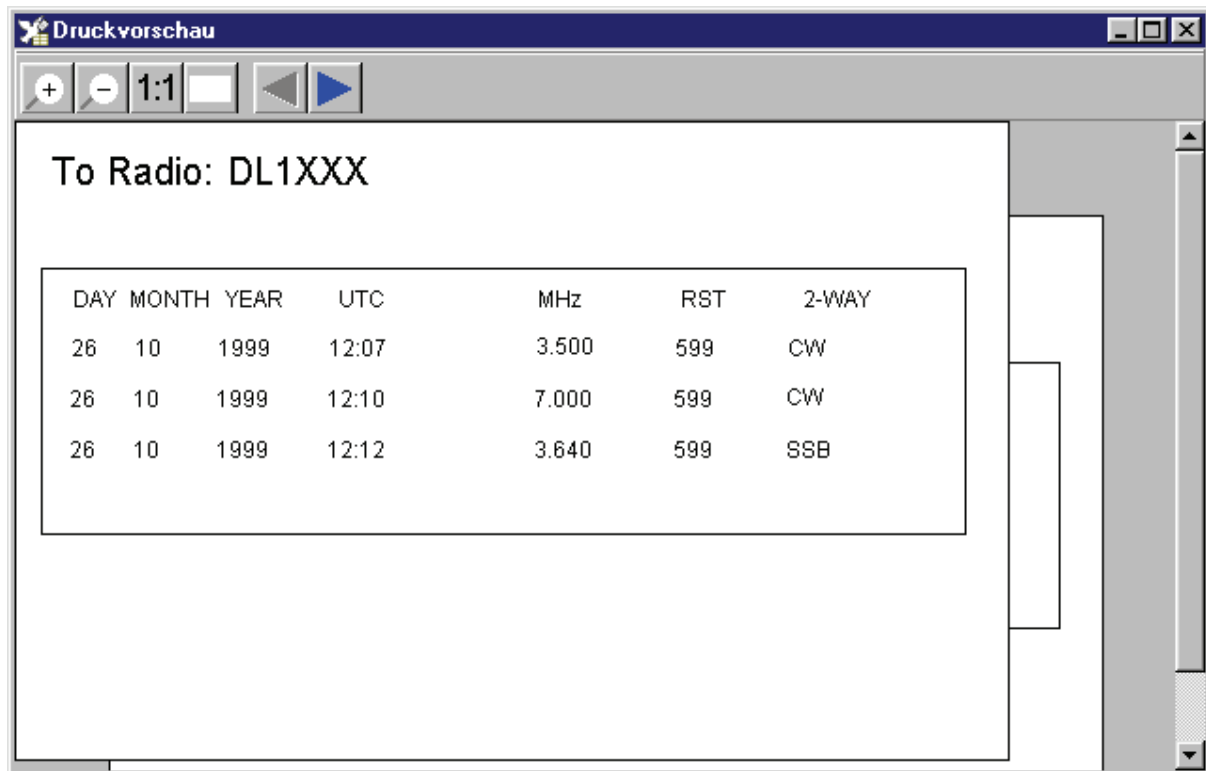 Druckvorschau
1:1
To Radio: DL1XXX
DAY MONTH YEAR UTC MHz RST 2-WAY
26 10 1999 12:07 3.500 599 CW
26 10 1999 12:10 7.000 599 CW
26 10 1999 12:12 3.640 599 SSB